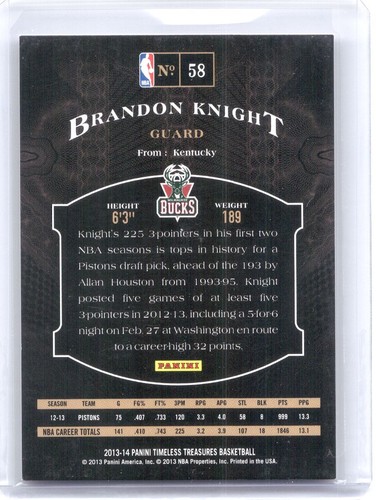 NBA
Nº 58
BRANDON KNIGHT
GUARD
From : Kentucky
HEIGHT
6'3"
BUCKS
WEIGHT
189
Knight's 225 3-pointers in his first two
NBA seasons is tops in history for a
Pistons draft pick, ahead of the 193 by
Allan Houston from 1993-95. Knight
posted five games of at least five
3-pointers in 2012-13, including a 5-for-6
night on Feb. 27 at Washington en route
to a career-high 32 points.
PANINI
SEASON TEAM G FG% FT% 3PT REB AST STL BLK PTS PPG
12-13 PISTONS 75 .407 .733 120 3.3 4.0 58 8 999 13.3
NBA CAREER TOTALS 141 .410 .743 225 3.2 3.9 107 18 1846 13.1
2013-14 PANINI TIMELESS TREASURES BASKETBALL
© 2013 Panini America, Inc. © 2013 NBA Properties, Inc. Printed in the USA.